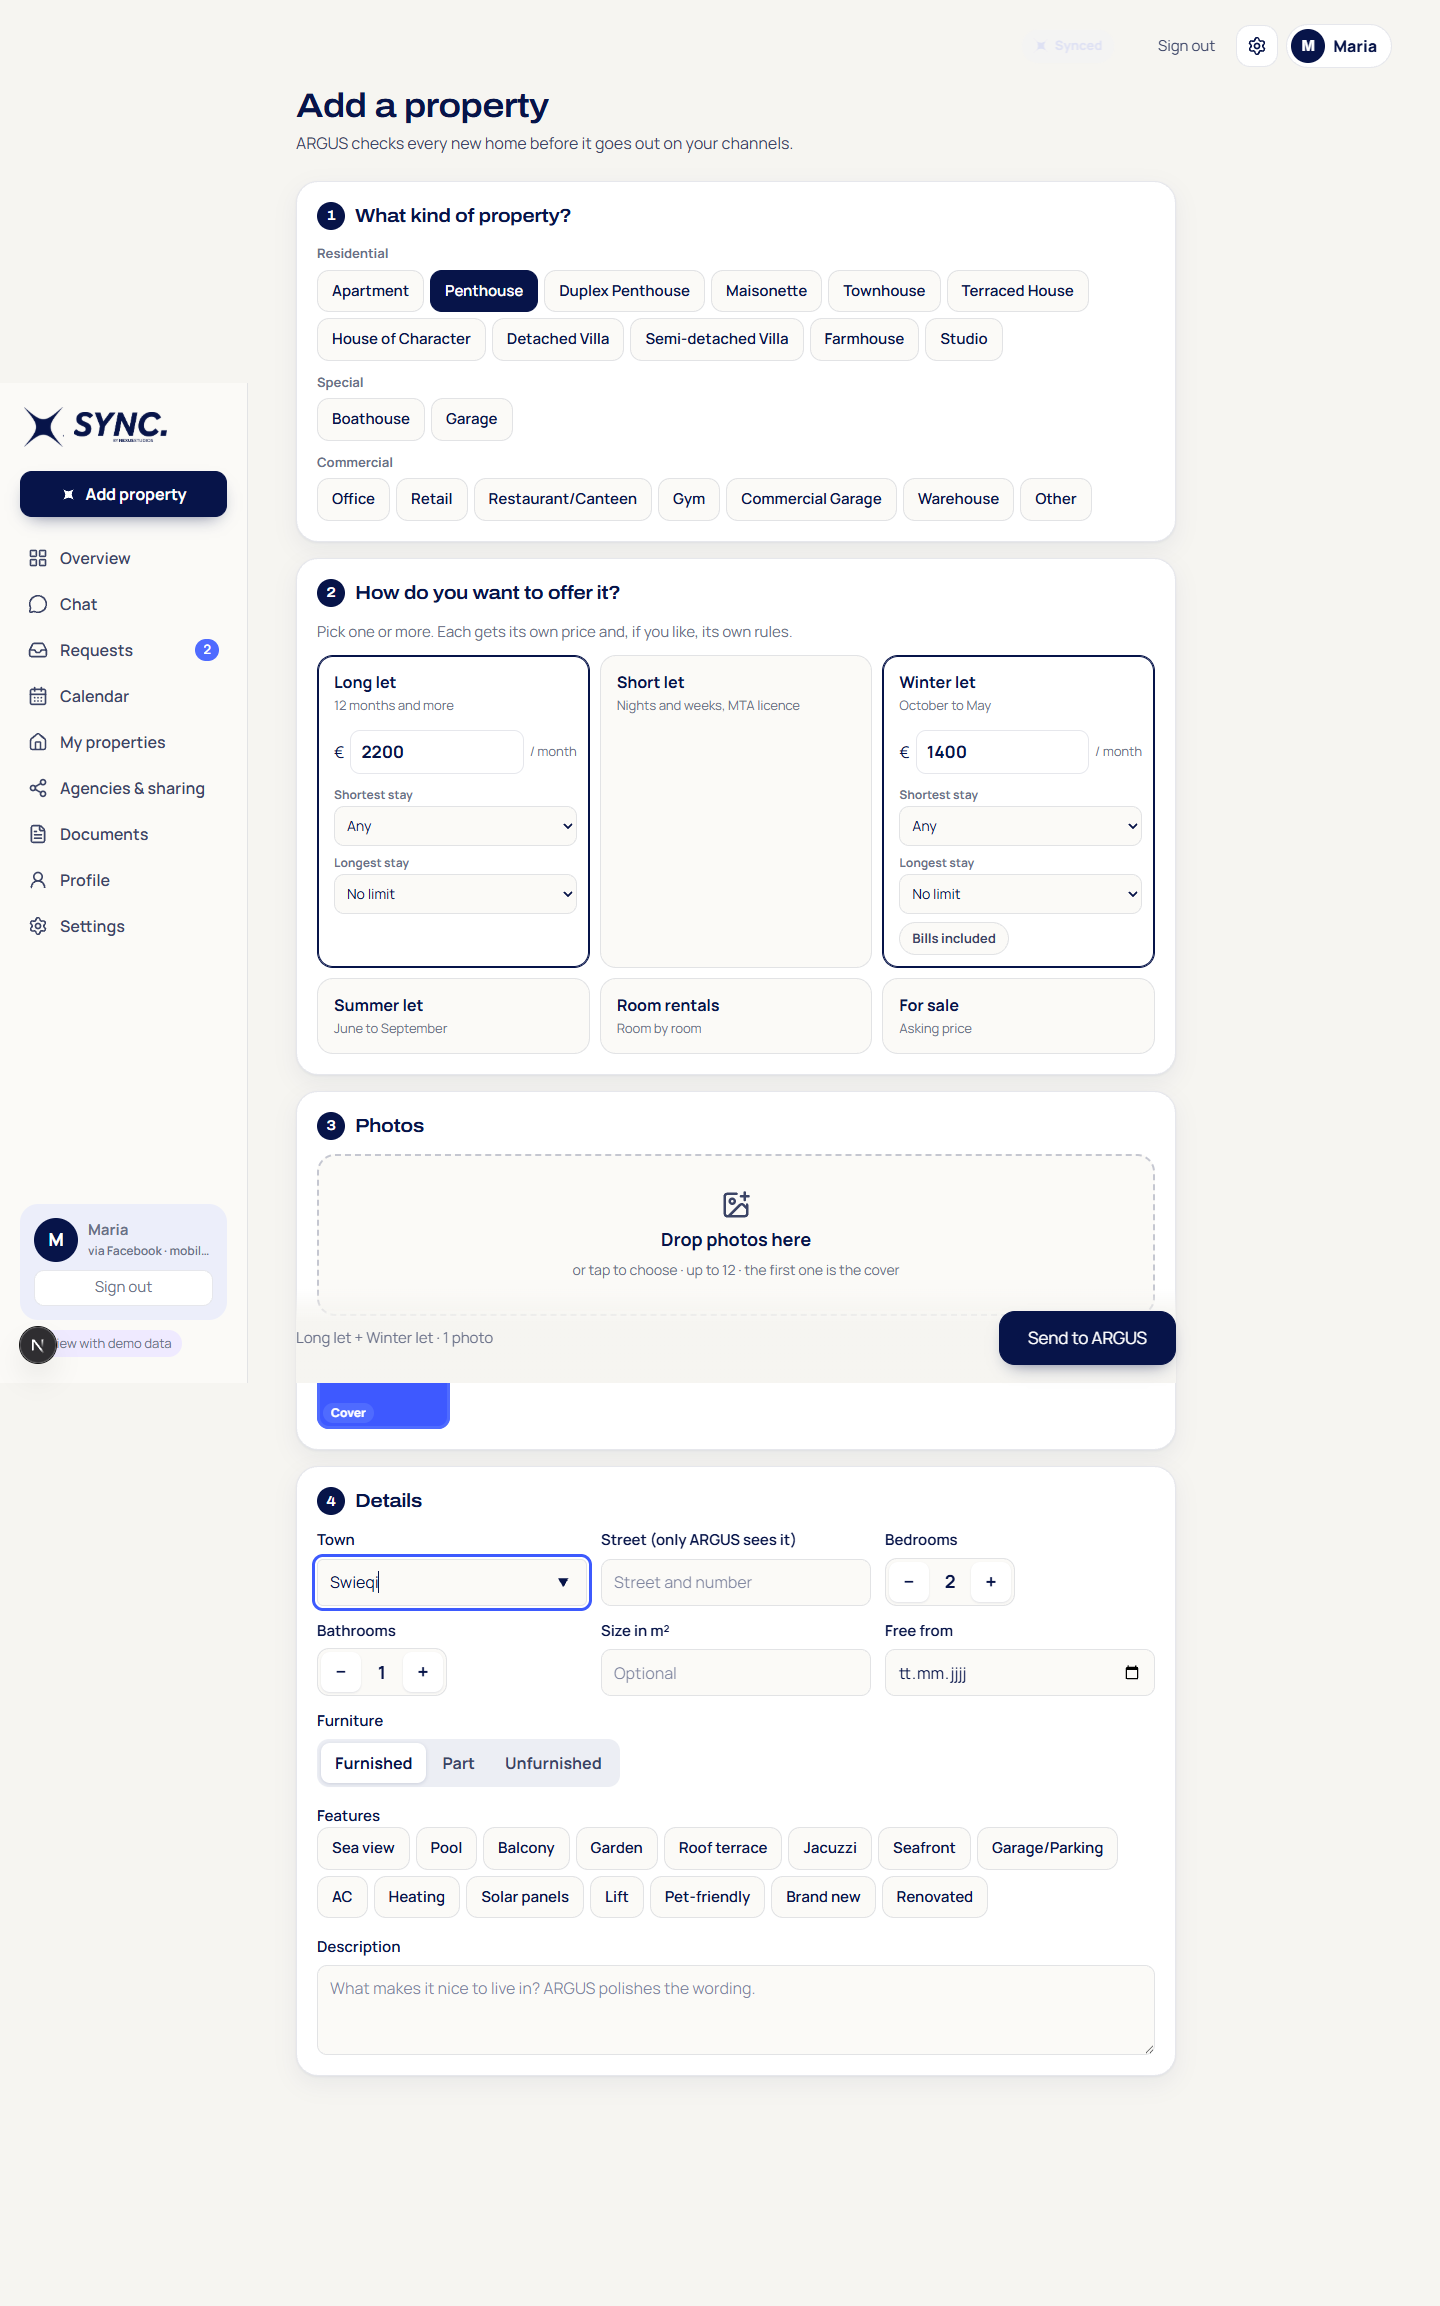 Synced
Sign out
M
Maria
Add a property
ARGUS checks every new home before it goes out on your channels.
1
What kind of property?
Residential
Apartment
Penthouse
Duplex Penthouse
Maisonette
Townhouse
Terraced House
House of Character
Detached Villa
Semi-detached Villa
Farmhouse
Studio
Special
Boathouse
Garage
Commercial
Office
Retail
Restaurant/Canteen
Gym
Commercial Garage
Warehouse
Other
SYNC.
Add property
Overview
Chat
Requests
2
Calendar
My properties
Agencies & sharing
Documents
Profile
Settings
M
Maria
via Facebook · mobil...
Sign out
N
iew with demo data
2
How do you want to offer it?
Pick one or more. Each gets its own price and, if you like, its own rules.
Long let
12 months and more
€
2200
/ month
Shortest stay
Any
Longest stay
No limit
Short let
Nights and weeks, MTA licence
Winter let
October to May
€
1400
/ month
Shortest stay
Any
Longest stay
No limit
Bills included
Summer let
June to September
Room rentals
Room by room
For sale
Asking price
3
Photos
Drop photos here
or tap to choose · up to 12 · the first one is the cover
Long let + Winter let · 1 photo
Send to ARGUS
Cover
4
Details
Town
Swieqi
Street (only ARGUS sees it)
Street and number
Bedrooms
− 2 +
Bathrooms
− 1 +
Size in m²
Optional
Free from
tt.mm.jjjj
Furniture
Furnished
Part
Unfurnished
Features
Sea view
Pool
Balcony
Garden
Roof terrace
Jacuzzi
Seafront
Garage/Parking
AC
Heating
Solar panels
Lift
Pet-friendly
Brand new
Renovated
Description
What makes it nice to live in? ARGUS polishes the wording.